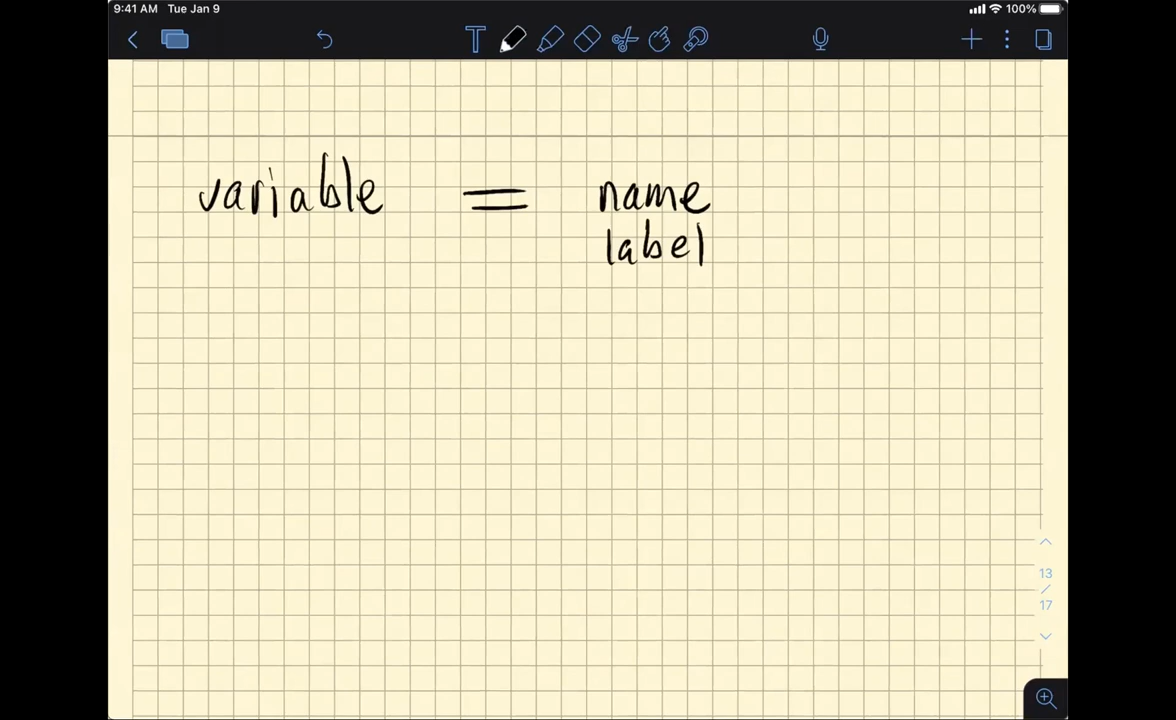 9:41 AM Tue Jan 9 100%
T
variable = name
label
13
/
17